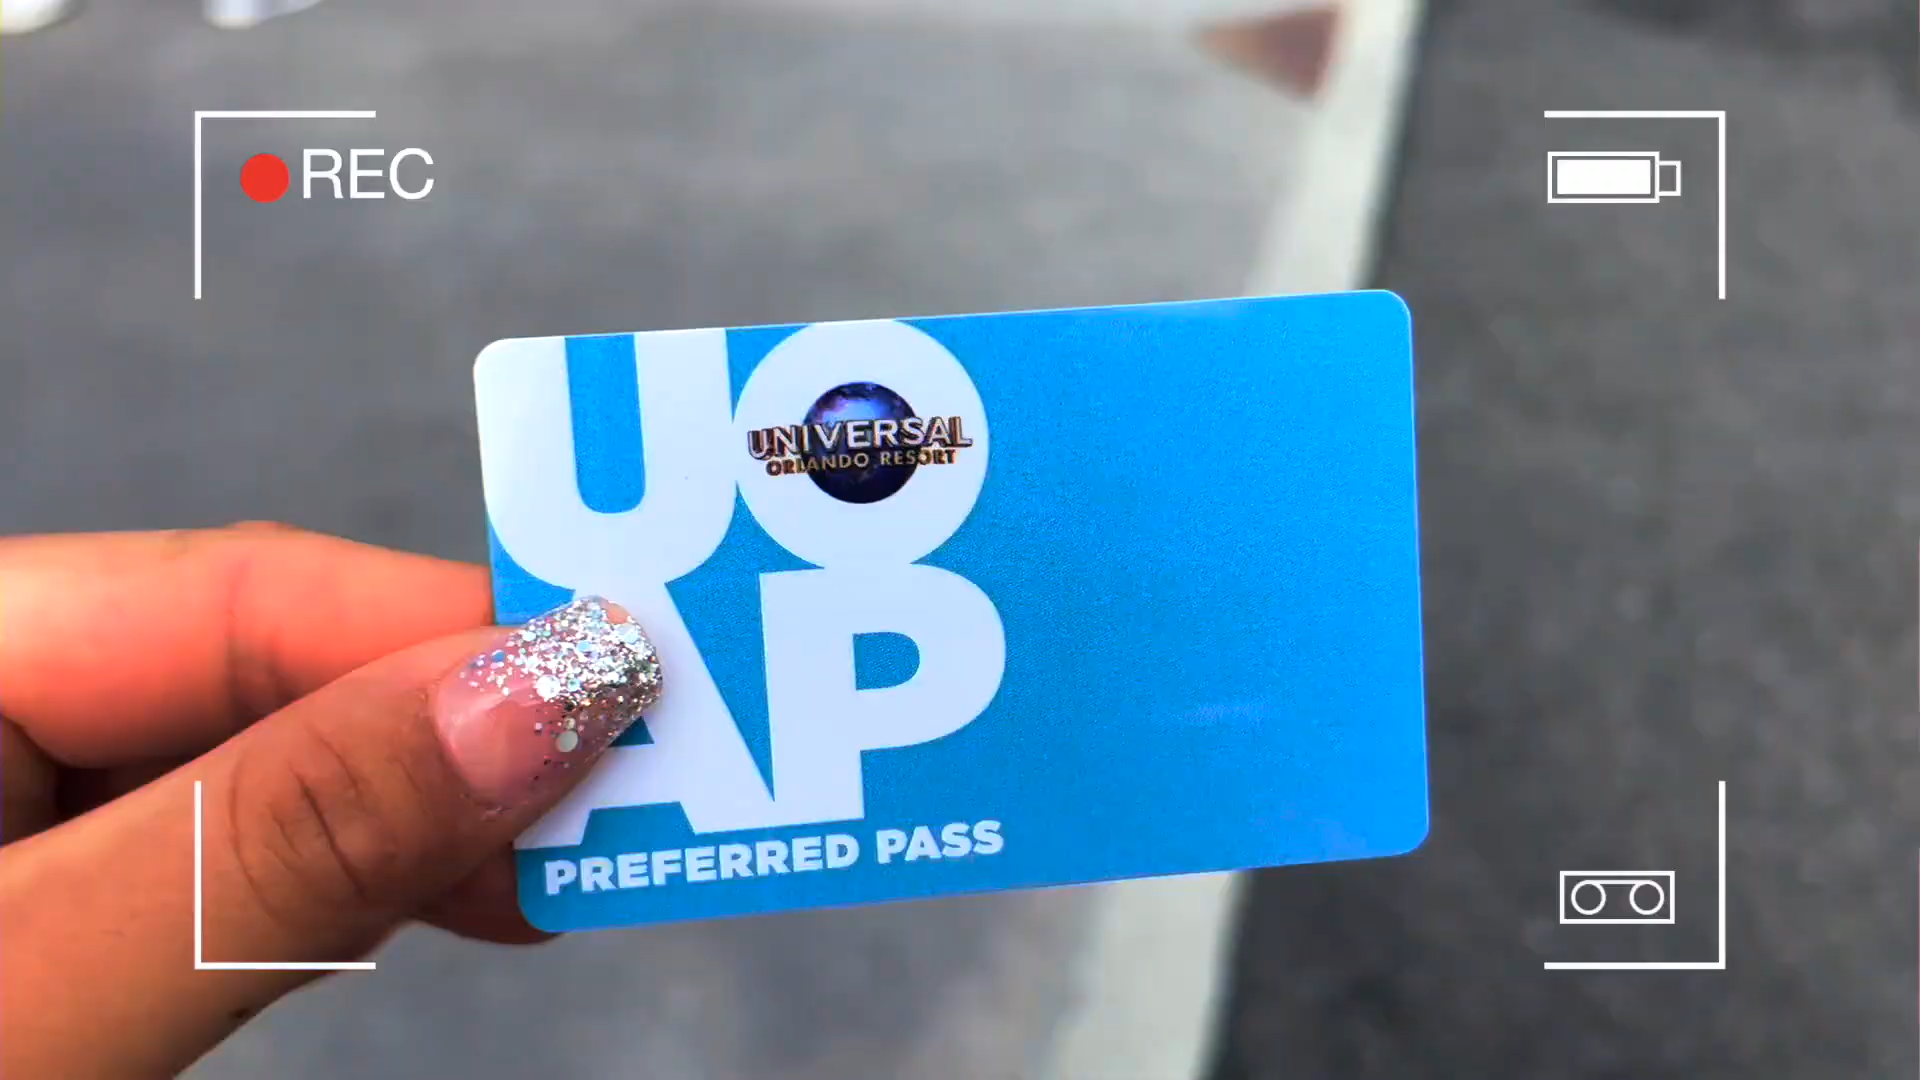 REC
UO
UNIVERSAL
ORLANDO RESORT
AP
PREFERRED PASS